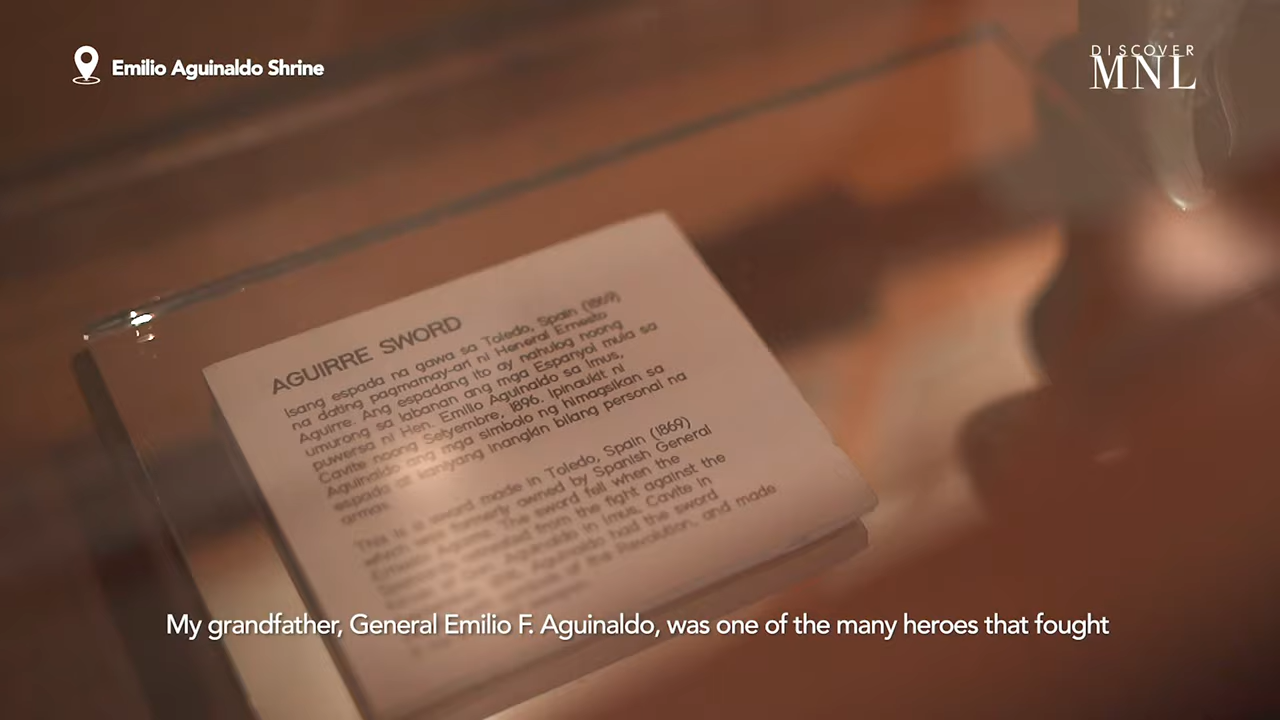 Emilio Aguinaldo Shrine
DISCOVER
MNL
AGUIRRE SWORD
Isang espada na gawa sa Toledo, Spain (1869)
na dating pagmamay-ari ni Heneral Ernesto
Aguirre. Ang espadang ito ay nahulog noong
umurong sa labanan ang mga Espanyol mula sa
puwersa ni Hen. Emilio Aguinaldo sa Imus,
Cavite noong Setyembre, 1896. Ipinaukit ni
Aguinaldo ang mga simbolo ng himagsikan sa
espada at kaniyang inangkin bilang personal na
armas.
This is a sword made in Toledo, Spain (1869)
which was formerly owned by Spanish General
Ernesto Aguirre. The sword fell when the
retreated from the fight against the
Aguinaldo in Imus, Cavite in
Aguinaldo had the sword
symbols of the Revolution, and made
My grandfather, General Emilio F. Aguinaldo, was one of the many heroes that fought